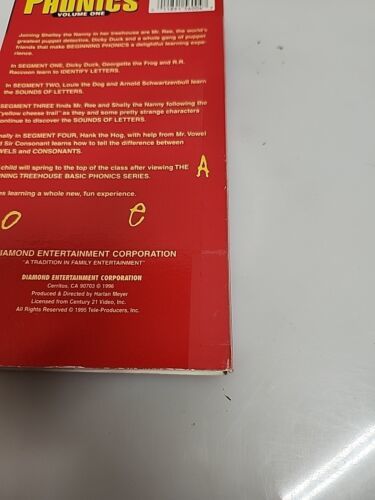 PHONICS
VOLUME ONE
Joining Shelley the Nanny in her treehouse are Mr. Ree, the world's
greatest puppet detective, Dicky Duck and a whole gang of puppet
friends that make BEGINNING PHONICS a delightful learning expe-
rience.
In SEGMENT ONE, Dicky Duck, Georgette the Frog and R.R.
Raccoon learn to IDENTIFY LETTERS.
In SEGMENT TWO, Louie the Dog and Arnold Schwartzenbull learn
the SOUNDS OF LETTERS.
SEGMENT THREE finds Mr. Ree and Shelly the Nanny following the
"yellow cheese trail" as they and some pretty strange characters
continue to discover the SOUNDS OF LETTERS.
in SEGMENT FOUR, Hank the Hog, with help from Mr. Vowel
Sir Consonant learns how to tell the difference between
and CONSONANTS.
child will spring to the top of the class after viewing THE
TREEHOUSE BASIC PHONICS SERIES.
learning a whole new, fun experience.
A
o e
DIAMOND ENTERTAINMENT CORPORATION
"A TRADITION IN FAMILY ENTERTAINMENT"
DIAMOND ENTERTAINMENT CORPORATION
Cerritos, CA 90703 © 1996
Produced & Directed by Harlan Meyer
Licensed from Century 21 Video, Inc.
All Rights Reserved © 1995 Tele-Producers, Inc.